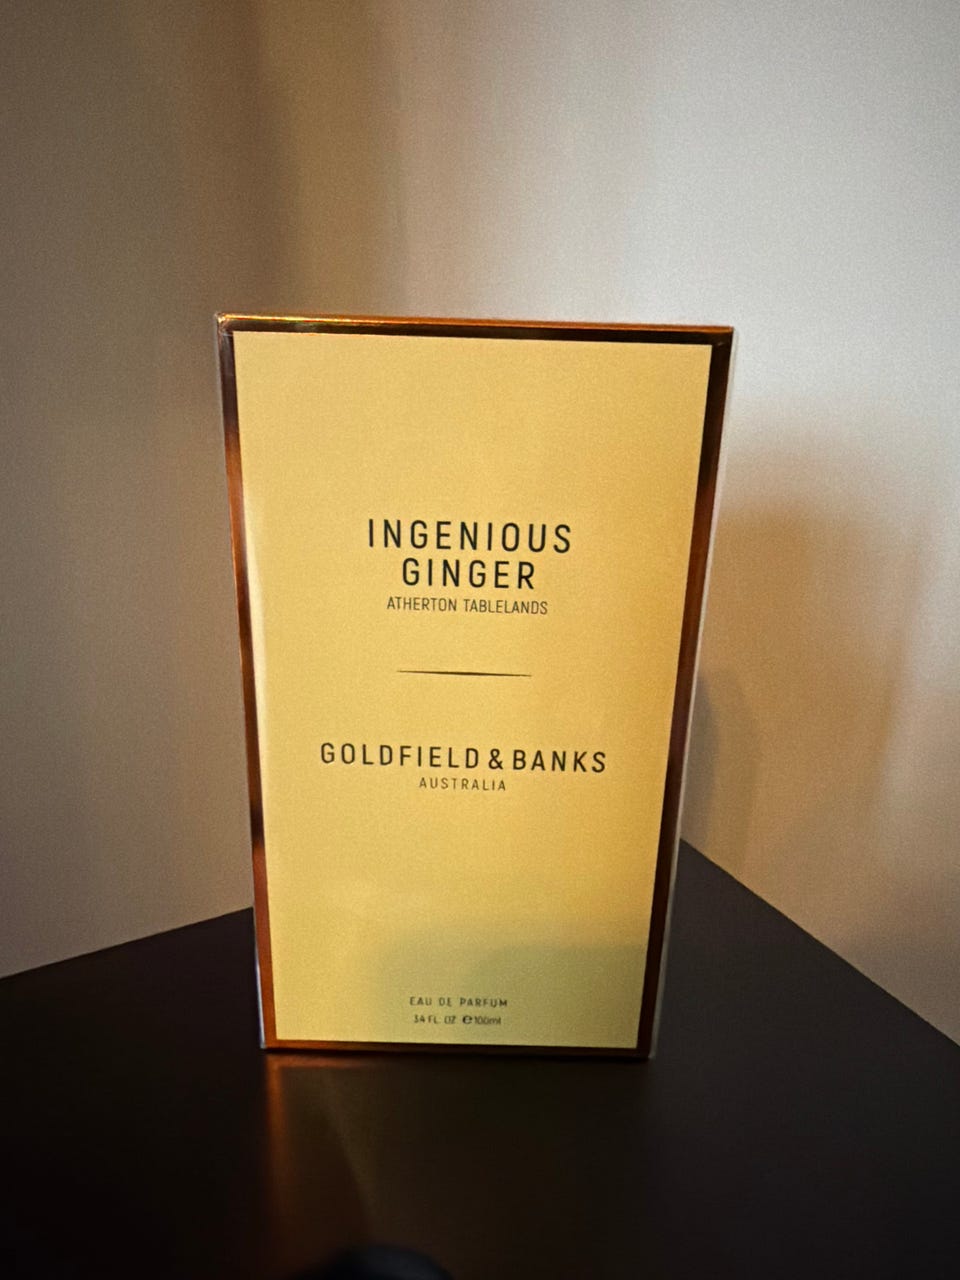 INGENIOUS
GINGER
ATHERTON TABLELANDS
GOLDFIELD & BANKS
AUSTRALIA
EAU DE PARFUM
3.4 FL. OZ ℮100ml